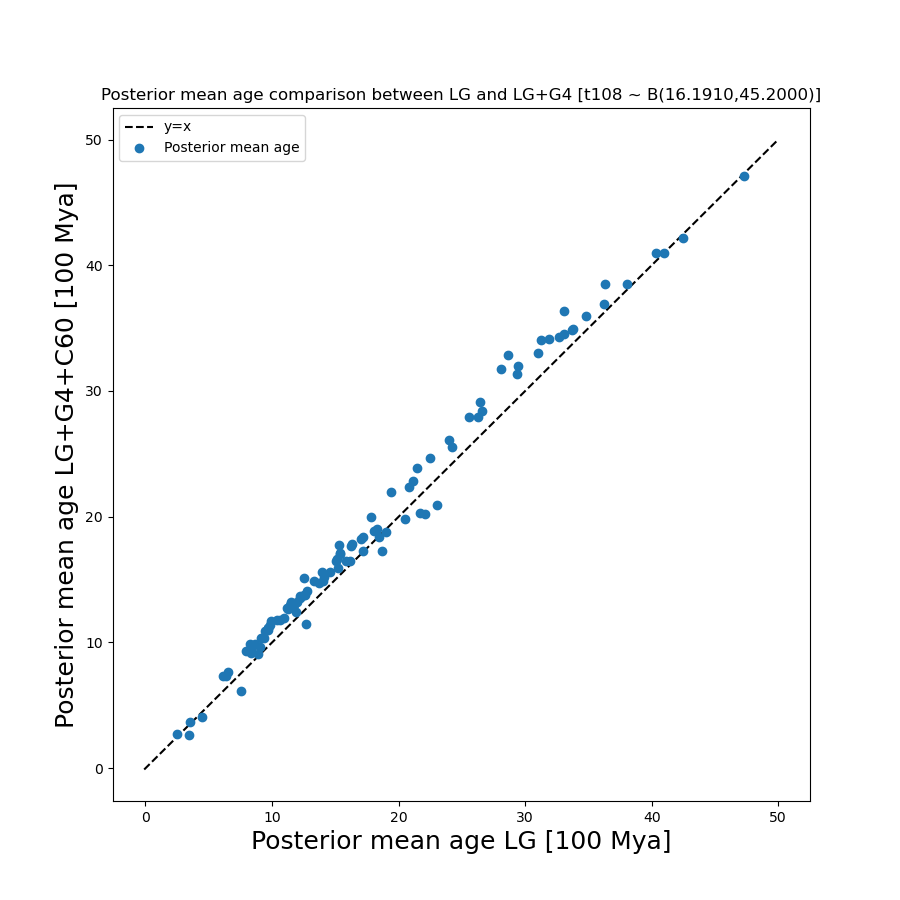 Posterior mean age comparison between LG and LG+G4 [t108 ~ B(16.1910,45.2000)]
y=x
Posterior mean age
50
40
30
20
10
0
Posterior mean age LG+G4+C60 [100 Mya]
0 10 20 30 40 50
Posterior mean age LG [100 Mya]